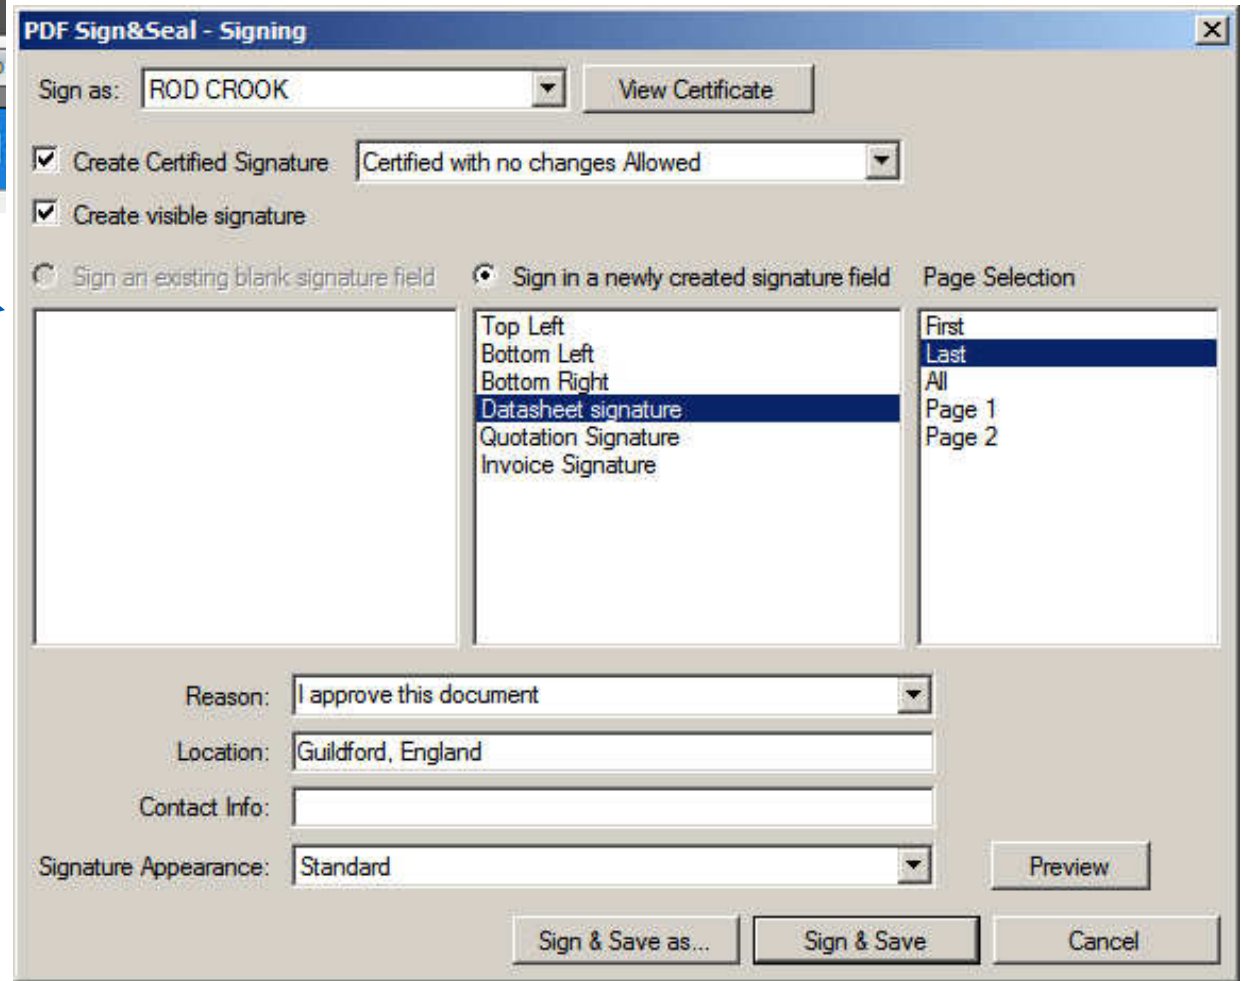 PDF Sign&Seal - Signing
Sign as: ROD CROOK View Certificate
Create Certified Signature Certified with no changes Allowed
Create visible signature
Sign an existing blank signature field Sign in a newly created signature field Page Selection
Top Left
Bottom Left
Bottom Right
Datasheet signature
Quotation Signature
Invoice Signature
First
Last
All
Page 1
Page 2
Reason: I approve this document
Location: Guildford, England
Contact Info:
Signature Appearance: Standard Preview
Sign & Save as... Sign & Save Cancel